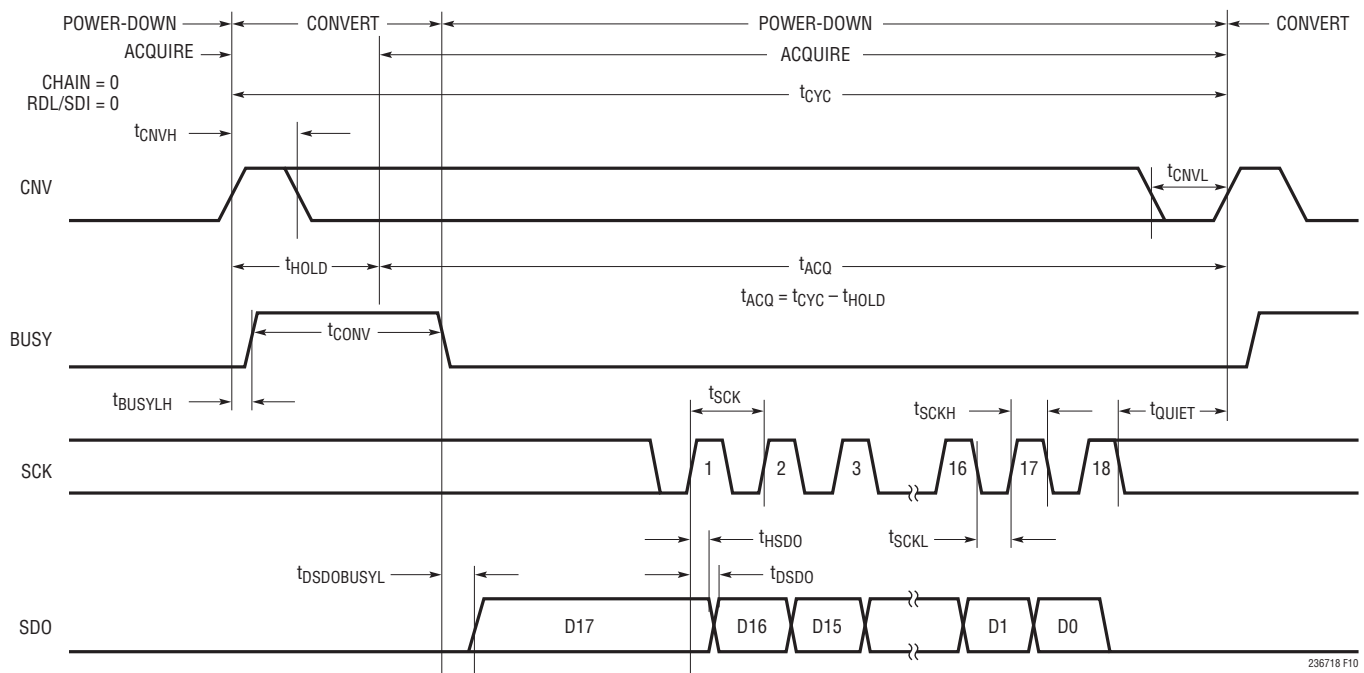 POWER-DOWN CONVERT POWER-DOWN CONVERT
ACQUIRE ACQUIRE
CHAIN = 0
RDL/SDI = 0
tCYC
tCNVH
CNV
tCNVL
tHOLD tACQ
tACQ = tCYC – tHOLD
BUSY
tCONV
tBUSYLH
tSCK tSCKH tQUIET
SCK
1 2 3 16 17 18
tHSDO tSCKL
tDSDOBUSYL tDSDO
SDO
D17 D16 D15 D1 D0
236718 F10